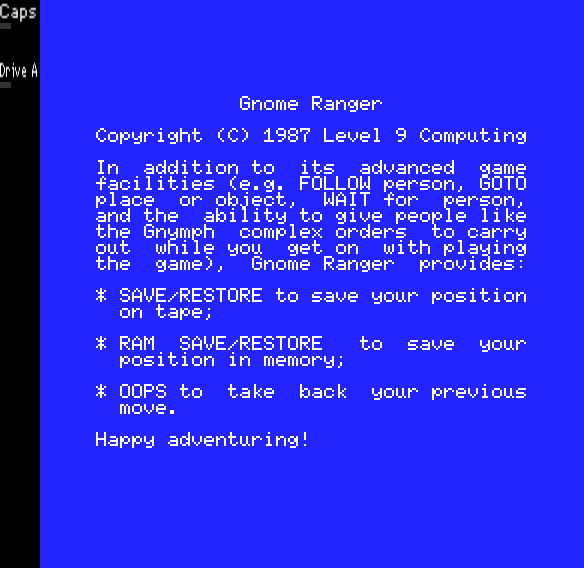 Caps
Drive A
Gnome Ranger
Copyright (C) 1987 Level 9 Computing
In addition to its advanced game
facilities (e.g. FOLLOW person, GOTO
place or object, WAIT for person,
and the ability to give people like
the Gnymph complex orders to carry
out while you get on with playing
the game), Gnome Ranger provides:
* SAVE/RESTORE to save your position
on tape;
* RAM SAVE/RESTORE to save your
position in memory;
* OOPS to take back your previous
move.
Happy adventuring!